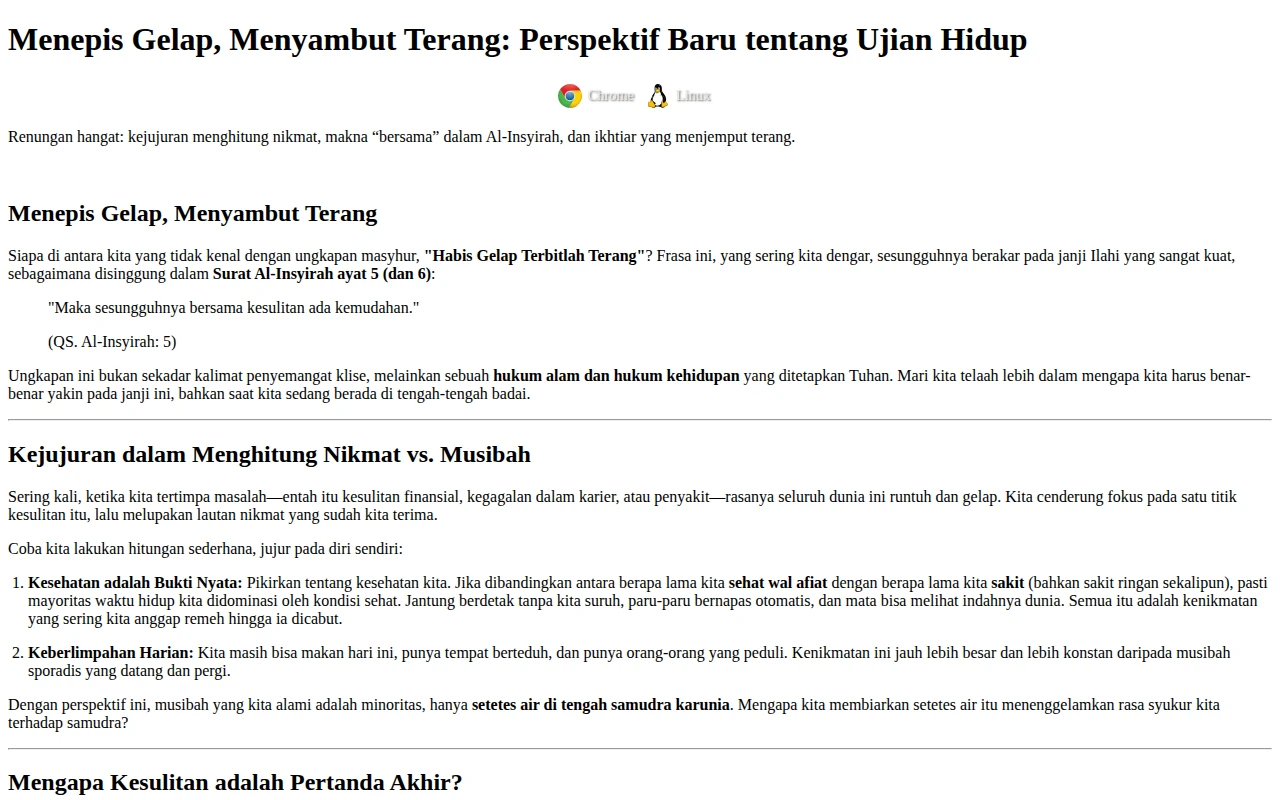 Menepis Gelap, Menyambut Terang: Perspektif Baru tentang Ujian Hidup
Chrome Linux
Renungan hangat: kejujuran menghitung nikmat, makna “bersama” dalam Al-Insyirah, dan ikhtiar yang menjemput terang.
Menepis Gelap, Menyambut Terang
Siapa di antara kita yang tidak kenal dengan ungkapan masyhur, "Habis Gelap Terbitlah Terang"? Frasa ini, yang sering kita dengar, sesungguhnya berakar pada janji Ilahi yang sangat kuat,
sebagaimana disinggung dalam Surat Al-Insyirah ayat 5 (dan 6):
"Maka sesungguhnya bersama kesulitan ada kemudahan."
(QS. Al-Insyirah: 5)
Ungkapan ini bukan sekadar kalimat penyemangat klise, melainkan sebuah hukum alam dan hukum kehidupan yang ditetapkan Tuhan. Mari kita telaah lebih dalam mengapa kita harus benar-
benar yakin pada janji ini, bahkan saat kita sedang berada di tengah-tengah badai.
Kejujuran dalam Menghitung Nikmat vs. Musibah
Sering kali, ketika kita tertimpa masalah—entah itu kesulitan finansial, kegagalan dalam karier, atau penyakit—rasanya seluruh dunia ini runtuh dan gelap. Kita cenderung fokus pada satu titik
kesulitan itu, lalu melupakan lautan nikmat yang sudah kita terima.
Coba kita lakukan hitungan sederhana, jujur pada diri sendiri:
1. Kesehatan adalah Bukti Nyata: Pikirkan tentang kesehatan kita. Jika dibandingkan antara berapa lama kita sehat wal afiat dengan berapa lama kita sakit (bahkan sakit ringan sekalipun), pasti
mayoritas waktu hidup kita didominasi oleh kondisi sehat. Jantung berdetak tanpa kita suruh, paru-paru bernapas otomatis, dan mata bisa melihat indahnya dunia. Semua itu adalah kenikmatan
yang sering kita anggap remeh hingga ia dicabut.
2. Keberlimpahan Harian: Kita masih bisa makan hari ini, punya tempat berteduh, dan punya orang-orang yang peduli. Kenikmatan ini jauh lebih besar dan lebih konstan daripada musibah
sporadis yang datang dan pergi.
Dengan perspektif ini, musibah yang kita alami adalah minoritas, hanya setetes air di tengah samudra karunia. Mengapa kita membiarkan setetes air itu menenggelamkan rasa syukur kita
terhadap samudra?
Mengapa Kesulitan adalah Pertanda Akhir?